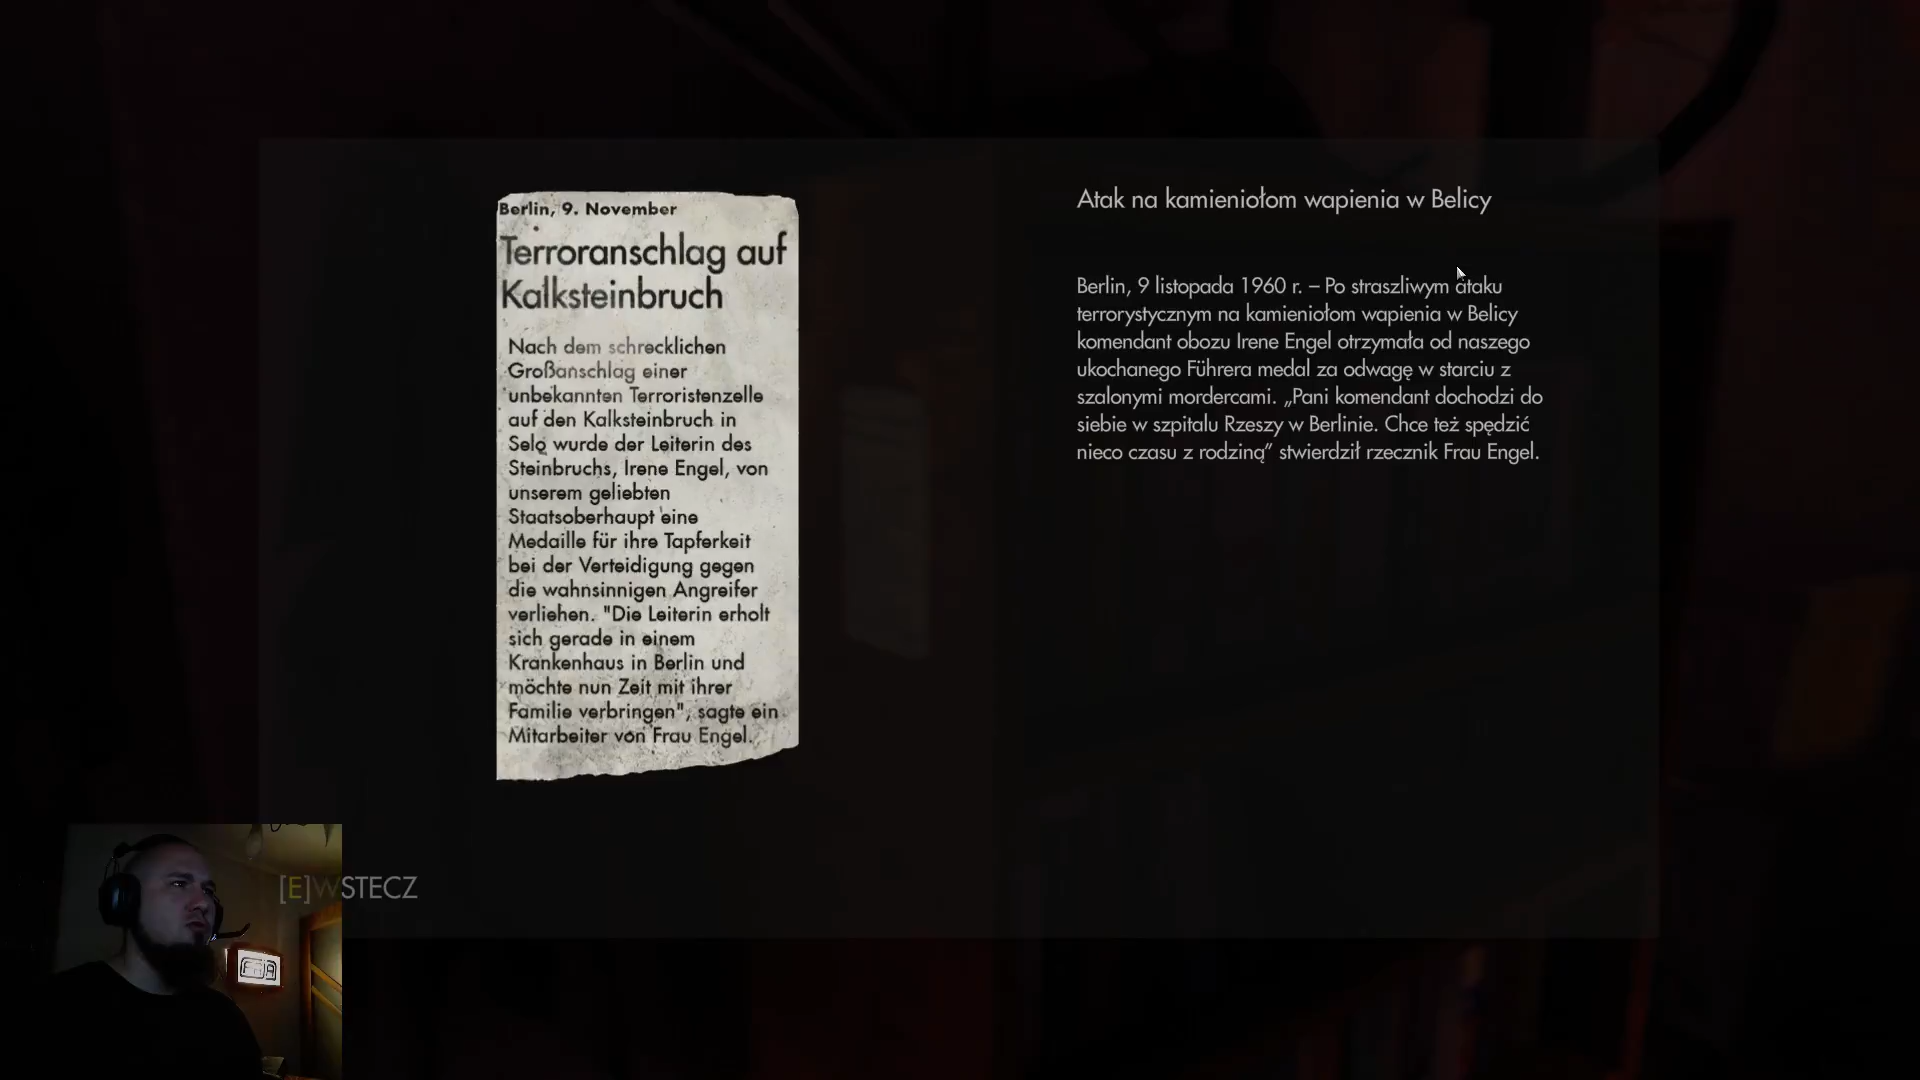 Berlin, 9. November
Terroranschlag auf
Kalksteinbruch
Nach dem schrecklichen
Großanschlag einer
unbekannten Terroristenzelle
auf den Kalksteinbruch in
Selo wurde der Leiterin des
Steinbruchs, Irene Engel, von
unserem geliebten
Staatsoberhaupt eine
Medaille für ihre Tapferkeit
bei der Verteidigung gegen
die wahnsinnigen Angreifer
verliehen. "Die Leiterin erholt
sich gerade in einem
Krankenhaus in Berlin und
möchte nun Zeit mit ihrer
Familie verbringen", sagte ein
Mitarbeiter von Frau Engel.
Atak na kamieniołom wapienia w Belicy
Berlin, 9 listopada 1960 r. – Po straszliwym ataku
terrorystycznym na kamieniołom wapienia w Belicy
komendant obozu Irene Engel otrzymała od naszego
ukochanego Führera medal za odwagę w starciu z
szalonymi mordercami. „Pani komendant dochodzi do
siebie w szpitalu Rzeszy w Berlinie. Chce też spędzić
nieco czasu z rodziną” stwierdził rzecznik Frau Engel.
[E]WSTECZ